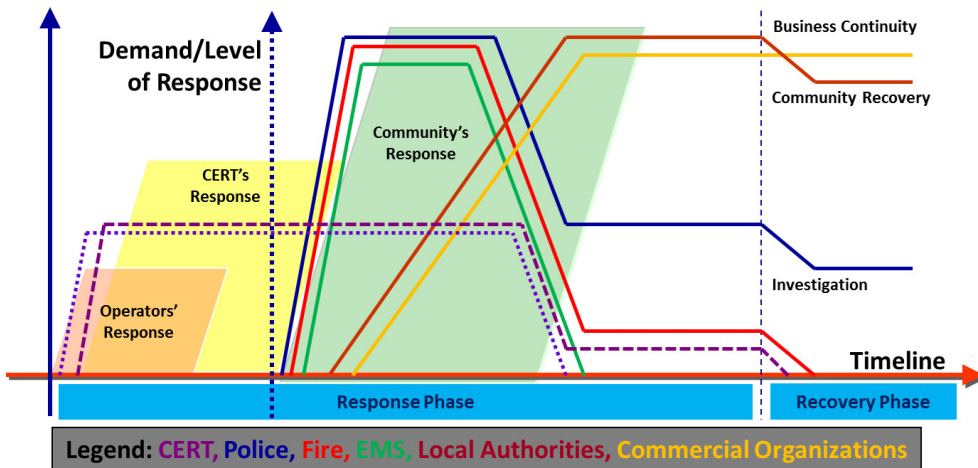 Demand/Level
of Response
Business Continuity
Community Recovery
Community's
Response
CERT's
Response
Operators'
Response
Investigation
Timeline
Response Phase
Recovery Phase
Legend: CERT, Police, Fire, EMS, Local Authorities, Commercial Organizations